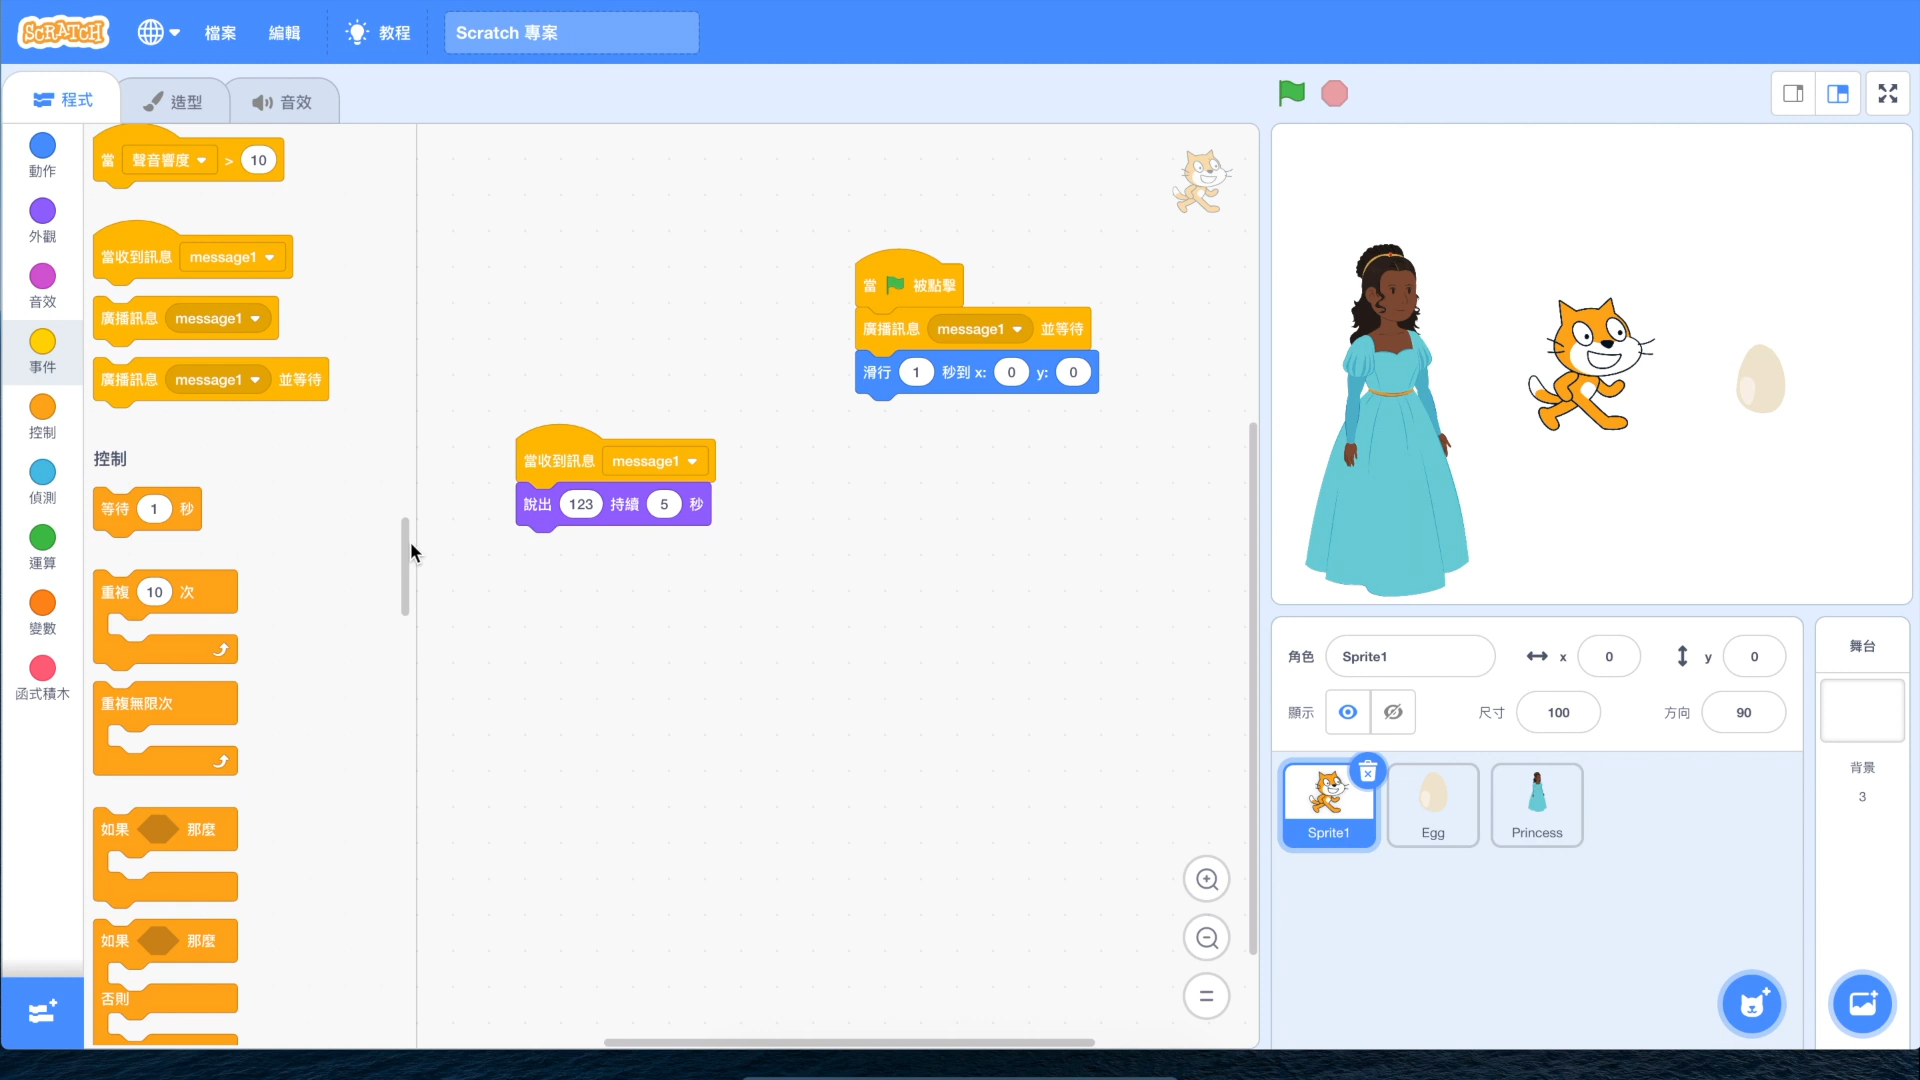 SCRATCH
檔案
編輯
教程
Scratch 專案
程式
造型
音效
動作
外觀
音效
事件
控制
偵測
運算
變數
函式積木
當 聲音響度 > 10
當收到訊息 message1
廣播訊息 message1
廣播訊息 message1 並等待
控制
等待 1 秒
重複 10 次
重複無限次
如果 那麼
如果 那麼
否則
當 被點擊
廣播訊息 message1 並等待
滑行 1 秒到 x: 0 y: 0
當收到訊息 message1
說出 123 持續 5 秒
角色 Sprite1 x 0 y 0
顯示 尺寸 100 方向 90
Sprite1
Egg
Princess
舞台
背景
3